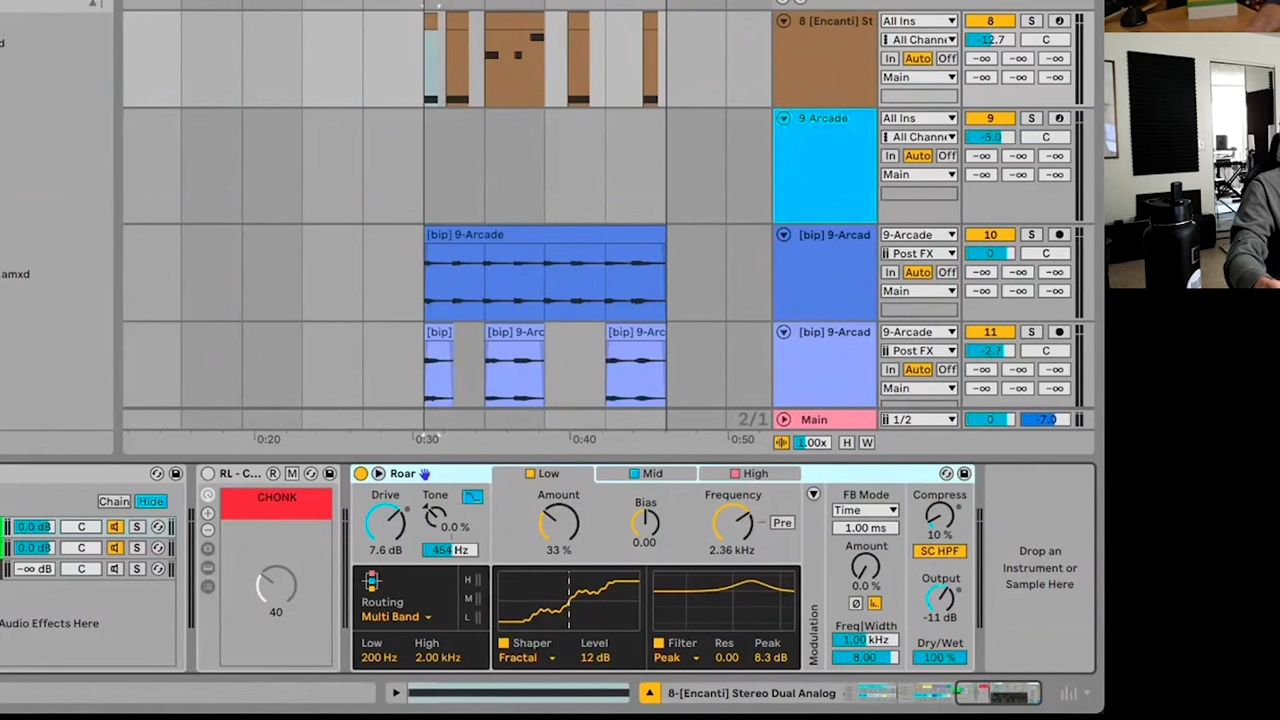 d
8 [Encanti] St
All Ins
8
S
All Channe
-12.7
C
In Auto Off
-∞ -∞ -∞
Main
-∞ -∞ -∞
9 Arcade
All Ins
9
S
All Channe
-5.0
C
In Auto Off
-∞ -∞ -∞
Main
-∞ -∞ -∞
.amxd
[bip] 9-Arcade
[bip] 9-Arcad
9-Arcade
10
S
Post FX
0
C
In Auto Off
-∞ -∞ -∞
Main
-∞ -∞ -∞
[bip]
[bip] 9-Arc
[bip] 9-Arc
[bip] 9-Arcad
9-Arcade
11
S
Post FX
-2.7
C
In Auto Off
-∞ -∞ -∞
Main
-∞ -∞ -∞
2/1
Main
1/2
0
-7.0
0:20
0:30
0:40
0:50
1.00x
H W
Chain Hide
0.0 dB C S
0.0 dB C S
-∞ dB C S
Audio Effects Here
RL - C... R M
CHONK
40
Roar
Low
Mid
High
Drive
7.6 dB
Tone
0.0 %
454 Hz
Amount
33 %
Bias
0.00
Frequency
2.36 kHz
Pre
Routing
Multi Band
H
M
L
Low High
200 Hz 2.00 kHz
Shaper Level
Fractal 12 dB
Filter Res Peak
Peak 0.00 8.3 dB
Modulation
FB Mode
Time
1.00 ms
Amount
0.0 %
Ø
Freq|Width
1.00 kHz
8.00
Compress
10 %
SC HPF
Output
-11 dB
Dry/Wet
100 %
Drop an
Instrument or
Sample Here
8-[Encanti] Stereo Dual Analog